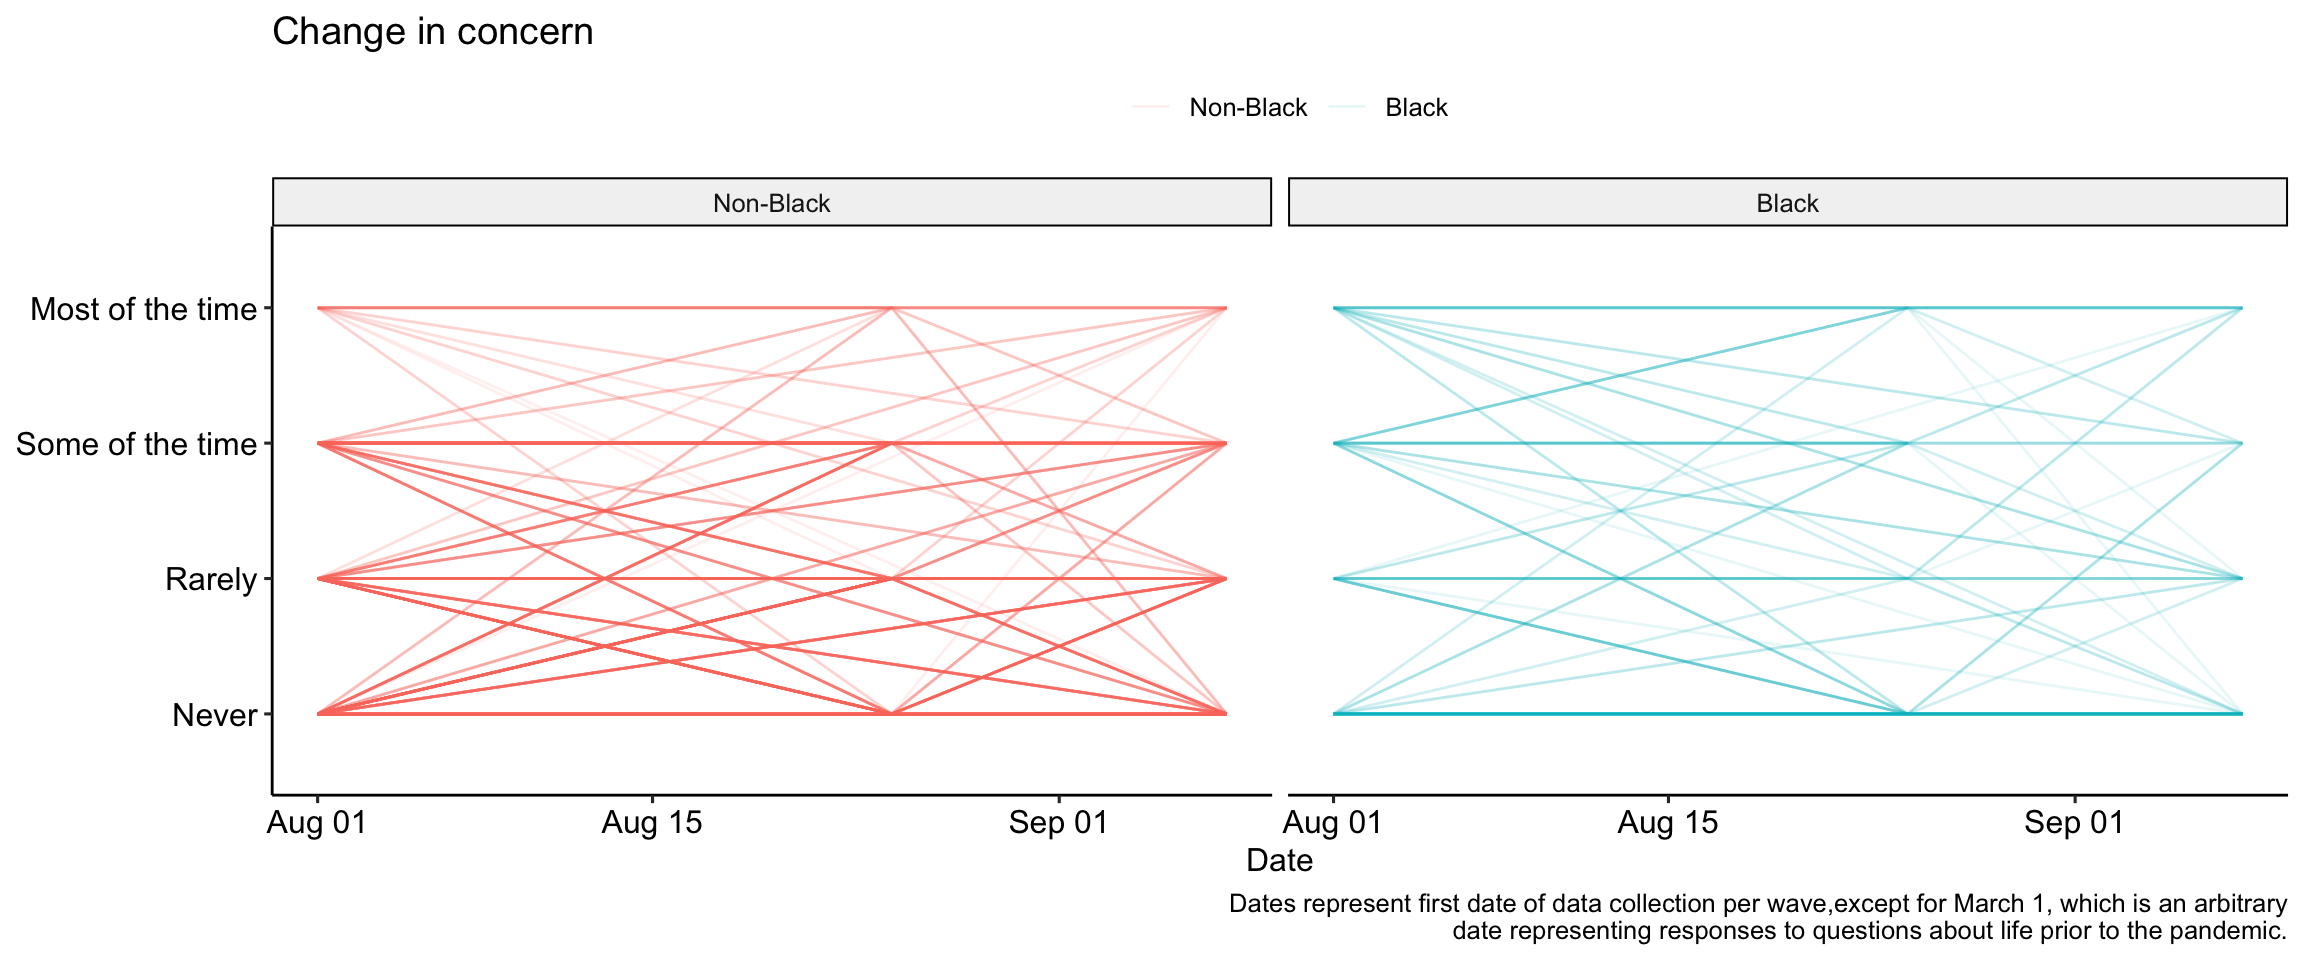 Change in concern
Non-Black
Black
Non-Black
Black
Most of the time
Some of the time
Rarely
Never
Aug 01
Aug 15
Sep 01
Aug 01
Aug 15
Sep 01
Date
Dates represent first date of data collection per wave,except for March 1, which is an arbitrary
date representing responses to questions about life prior to the pandemic.